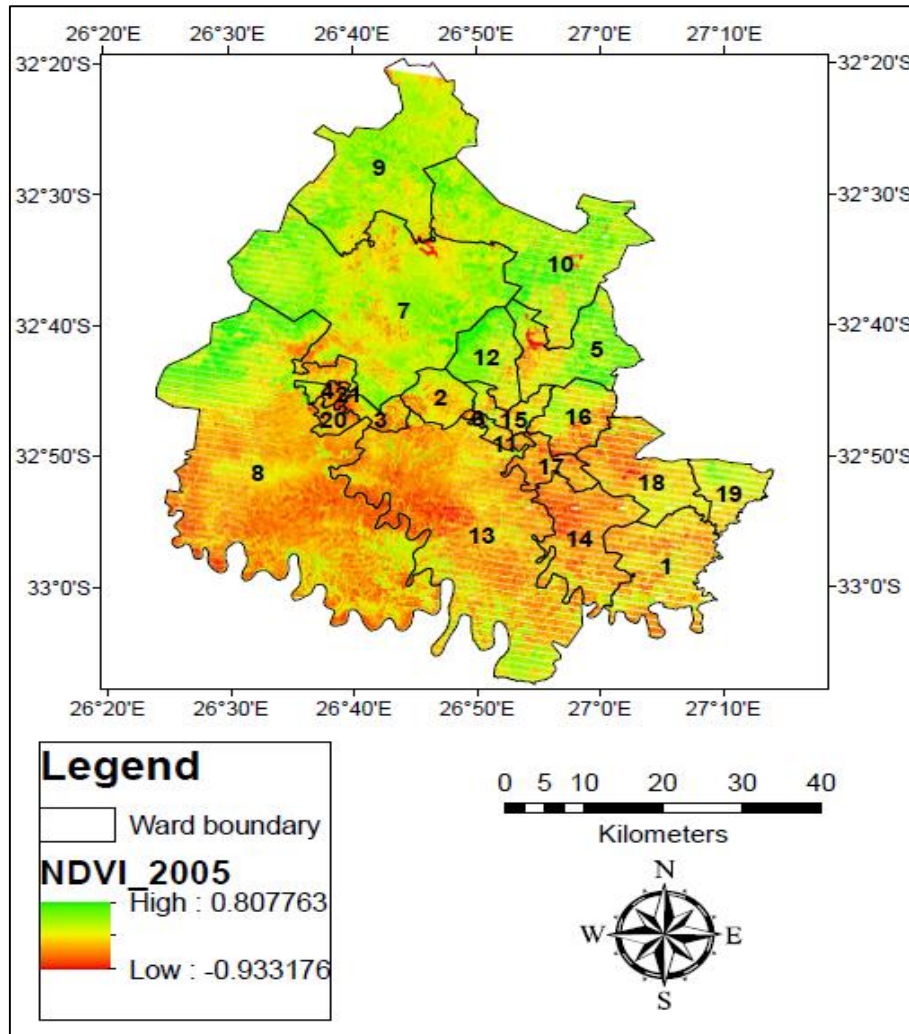 26°20'E 26°30'E 26°40'E 26°50'E 27°0'E 27°10'E
32°20'S 32°20'S
9
32°30'S 32°30'S
10
7
32°40'S 32°40'S
12 5
4 21 2
20 3 15 16
11
32°50'S 32°50'S
8 17 18 19
13 14 1
33°0'S 33°0'S
26°20'E 26°30'E 26°40'E 26°50'E 27°0'E 27°10'E
Legend
Ward boundary
NDVI_2005
High : 0.807763
Low : -0.933176
0 5 10 20 30 40
Kilometers
N
W E
S